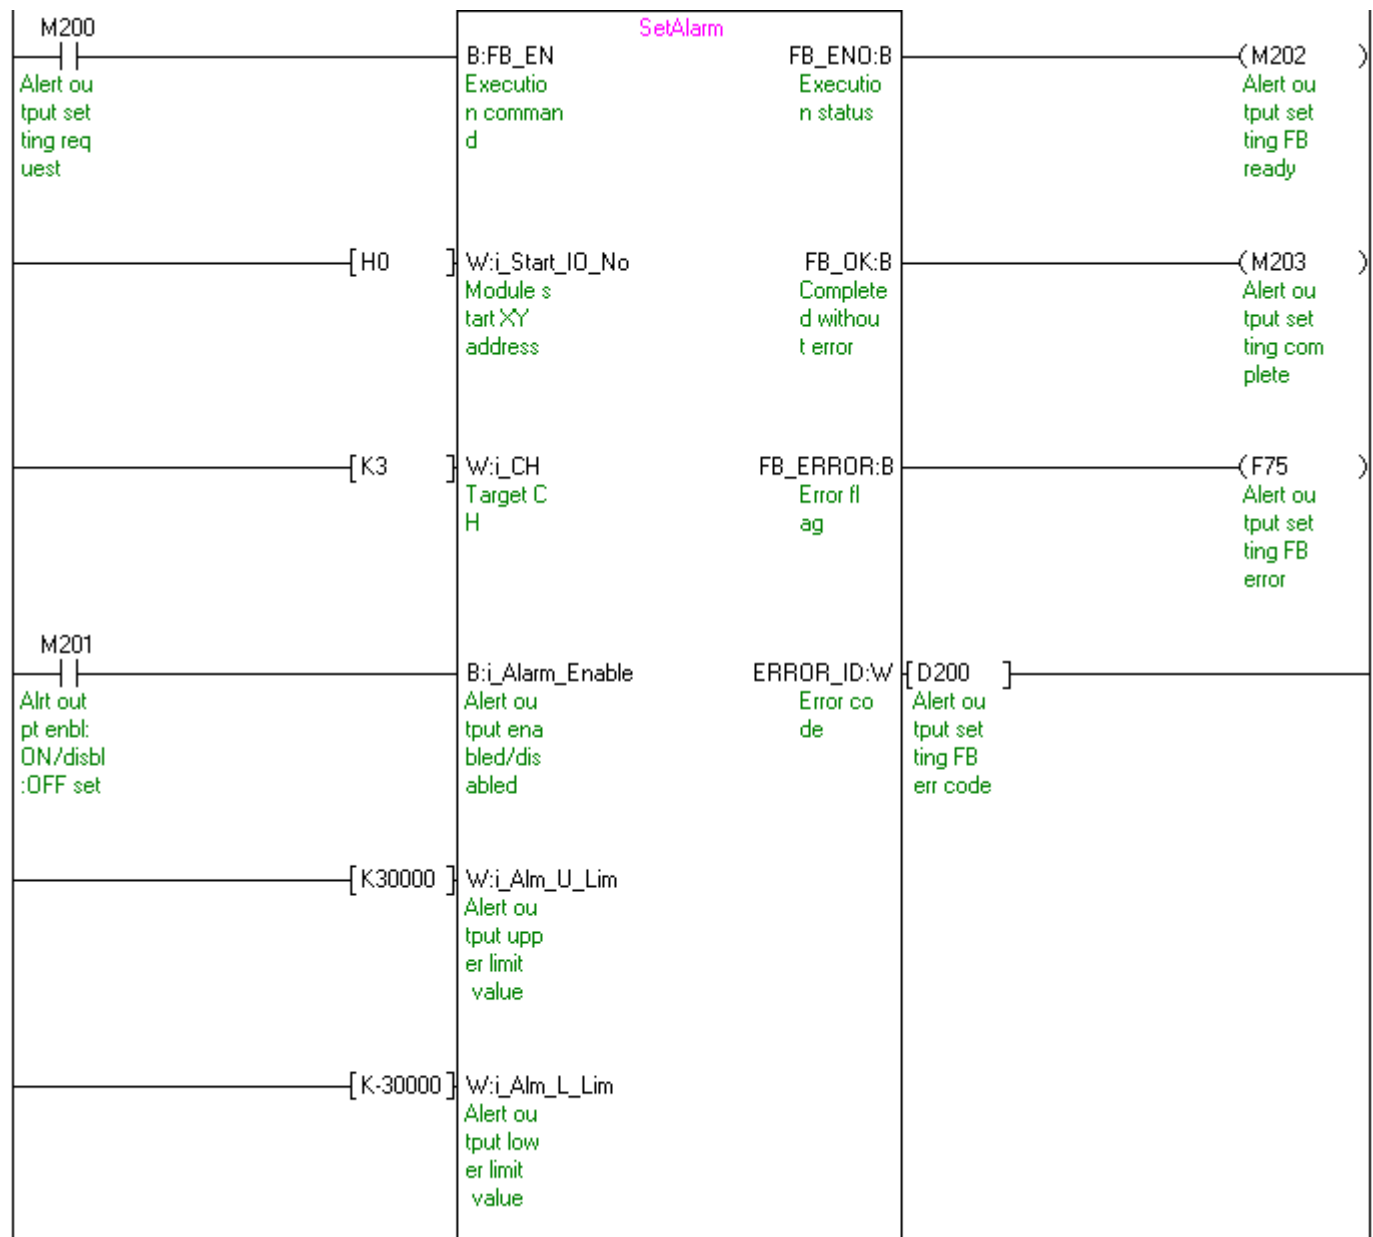 M200
SetAlarm
B:FB_EN
FB_ENO:B
(M202 )
Alert ou
tput set
ting req
uest
Executio
n comman
d
Executio
n status
Alert ou
tput set
ting FB
ready
[H0 ]
W:i_Start_IO_No
FB_OK:B
(M203 )
Module s
tart XY
address
Complete
d withou
t error
Alert ou
tput set
ting com
plete
[K3 ]
W:i_CH
FB_ERROR:B
(F75 )
Target C
H
Error fl
ag
Alert ou
tput set
ting FB
error
M201
B:i_Alarm_Enable
ERROR_ID:W
[D200 ]
Alrt out
pt enbl:
ON/disbl
:OFF set
Alert ou
tput ena
bled/dis
abled
Error co
de
Alert ou
tput set
ting FB
err code
[K30000 ]
W:i_Alm_U_Lim
Alert ou
tput upp
er limit
value
[K-30000 ]
W:i_Alm_L_Lim
Alert ou
tput low
er limit
value